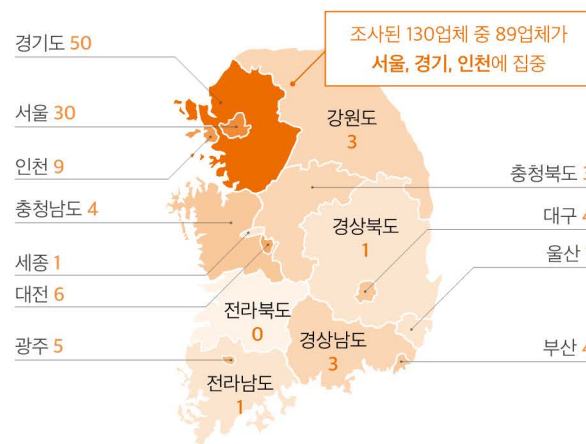 조사된 130업체 중 89업체가
서울, 경기, 인천에 집중
경기도 50
서울 30
인천 9
충청남도 4
세종 1
대전 6
광주 5
강원도
3
충청북도
경상북도
1
대구
울산
전라북도
0
경상남도
3
부산
전라남도
1